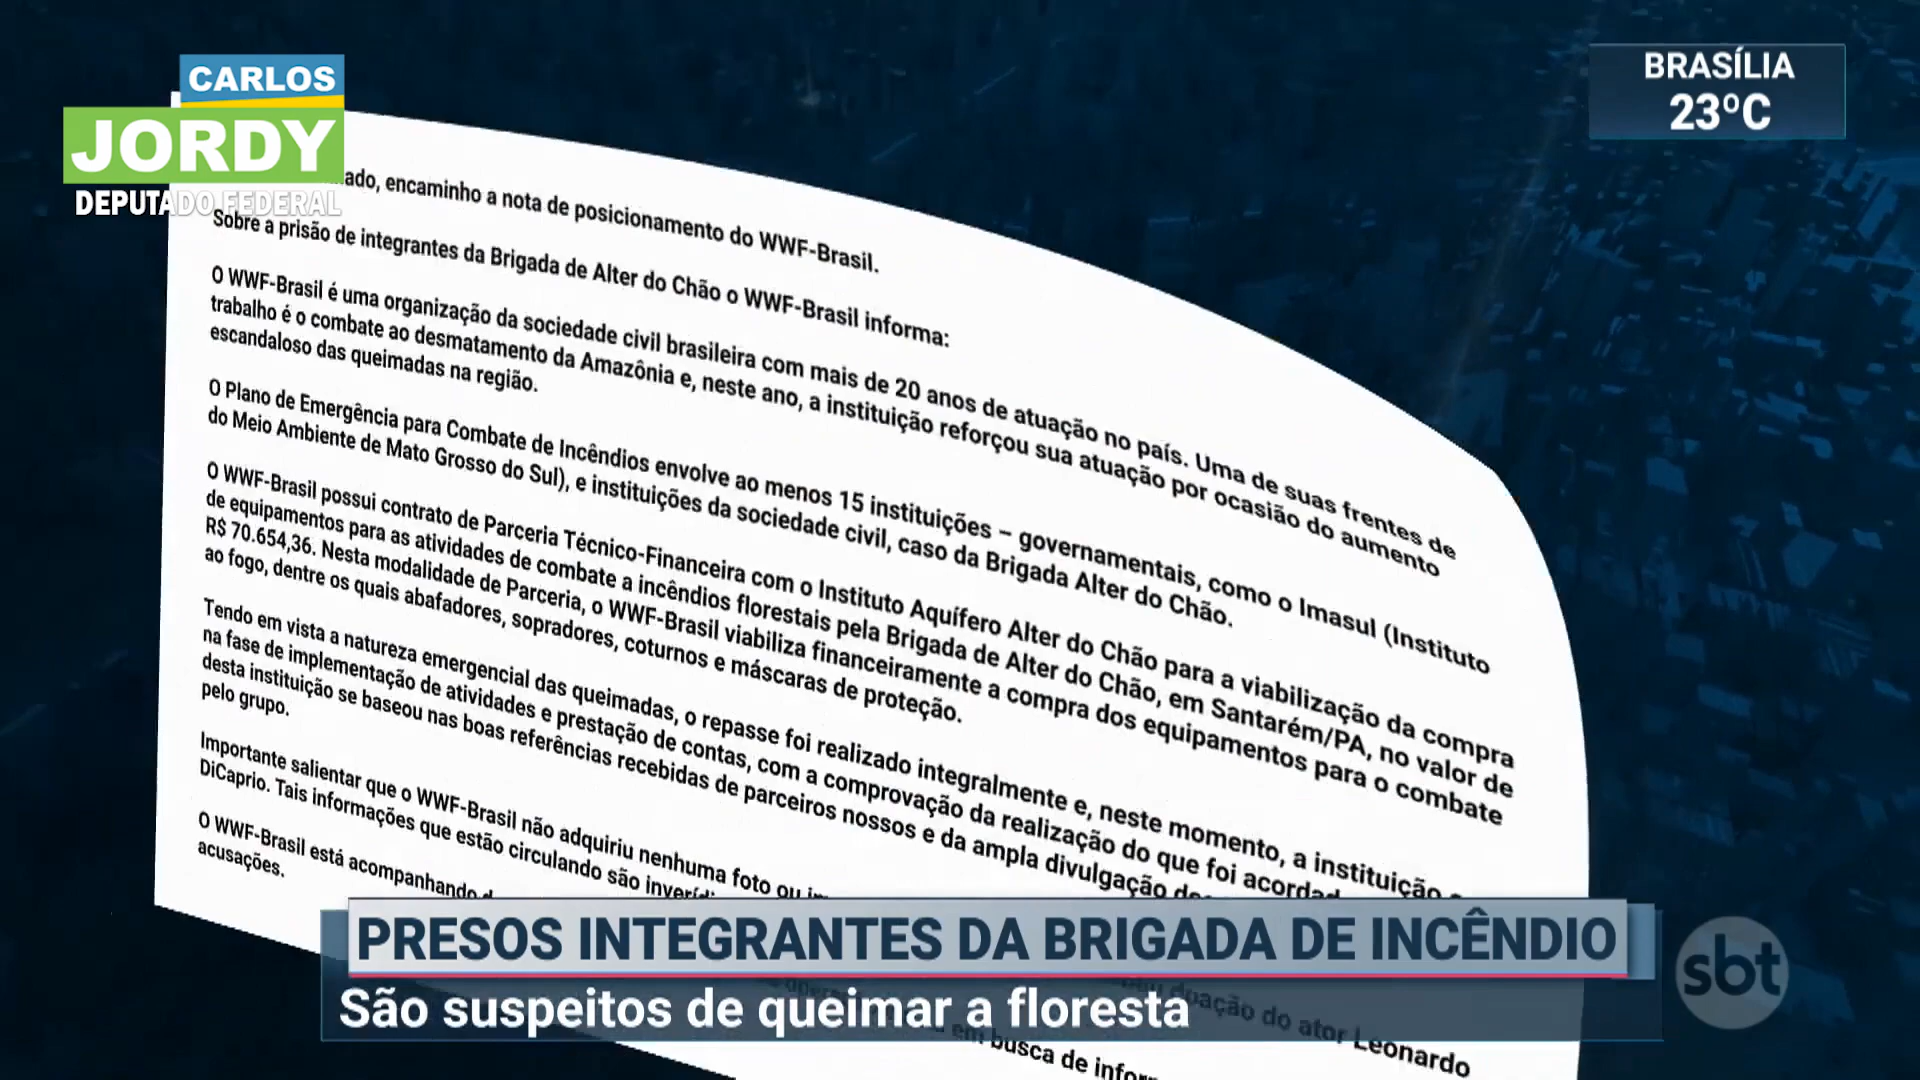 CARLOS
JORDY
DEPUTADO FEDERAL
BRASÍLIA
23ºC
encaminho a nota de posicionamento do WWF-Brasil.
Sobre a prisão de integrantes da Brigada de Alter do Chão o WWF-Brasil informa:
O WWF-Brasil é uma organização da sociedade civil brasileira com mais de 20 anos de atuação no país. Uma de suas frentes de
trabalho é o combate ao desmatamento da Amazônia e, neste ano, a instituição reforçou sua atuação por ocasião do aumento
escandaloso das queimadas na região.
O Plano de Emergência para Combate de Incêndios envolve ao menos 15 instituições – governamentais, como o Imasul (Instituto
do Meio Ambiente de Mato Grosso do Sul), e instituições da sociedade civil, caso da Brigada Alter do Chão.
O WWF-Brasil possui contrato de Parceria Técnico-Financeira com o Instituto Aquífero Alter do Chão para a viabilização da compra
de equipamentos para as atividades de combate a incêndios florestais pela Brigada de Alter do Chão, em Santarém/PA, no valor de
R$ 70.654,36. Nesta modalidade de Parceria, o WWF-Brasil viabiliza financeiramente a compra dos equipamentos para o combate
ao fogo, dentre os quais abafadores, sopradores, coturnos e máscaras de proteção.
Tendo em vista a natureza emergencial das queimadas, o repasse foi realizado integralmente e, neste momento, a instituição
na fase de implementação de atividades e prestação de contas, com a comprovação da realização do que foi
desta instituição se baseou nas boas referências recebidas de parceiros nossos e da ampla divulgação
pelo grupo.
Importante salientar que o WWF-Brasil não adquiriu nenhuma foto ou
DiCaprio. Tais informações que estão circulando são
doação do ator Leonardo
O WWF-Brasil está acompanhando
em busca de
acusações.
PRESOS INTEGRANTES DA BRIGADA DE INCÊNDIO
São suspeitos de queimar a floresta
sbt